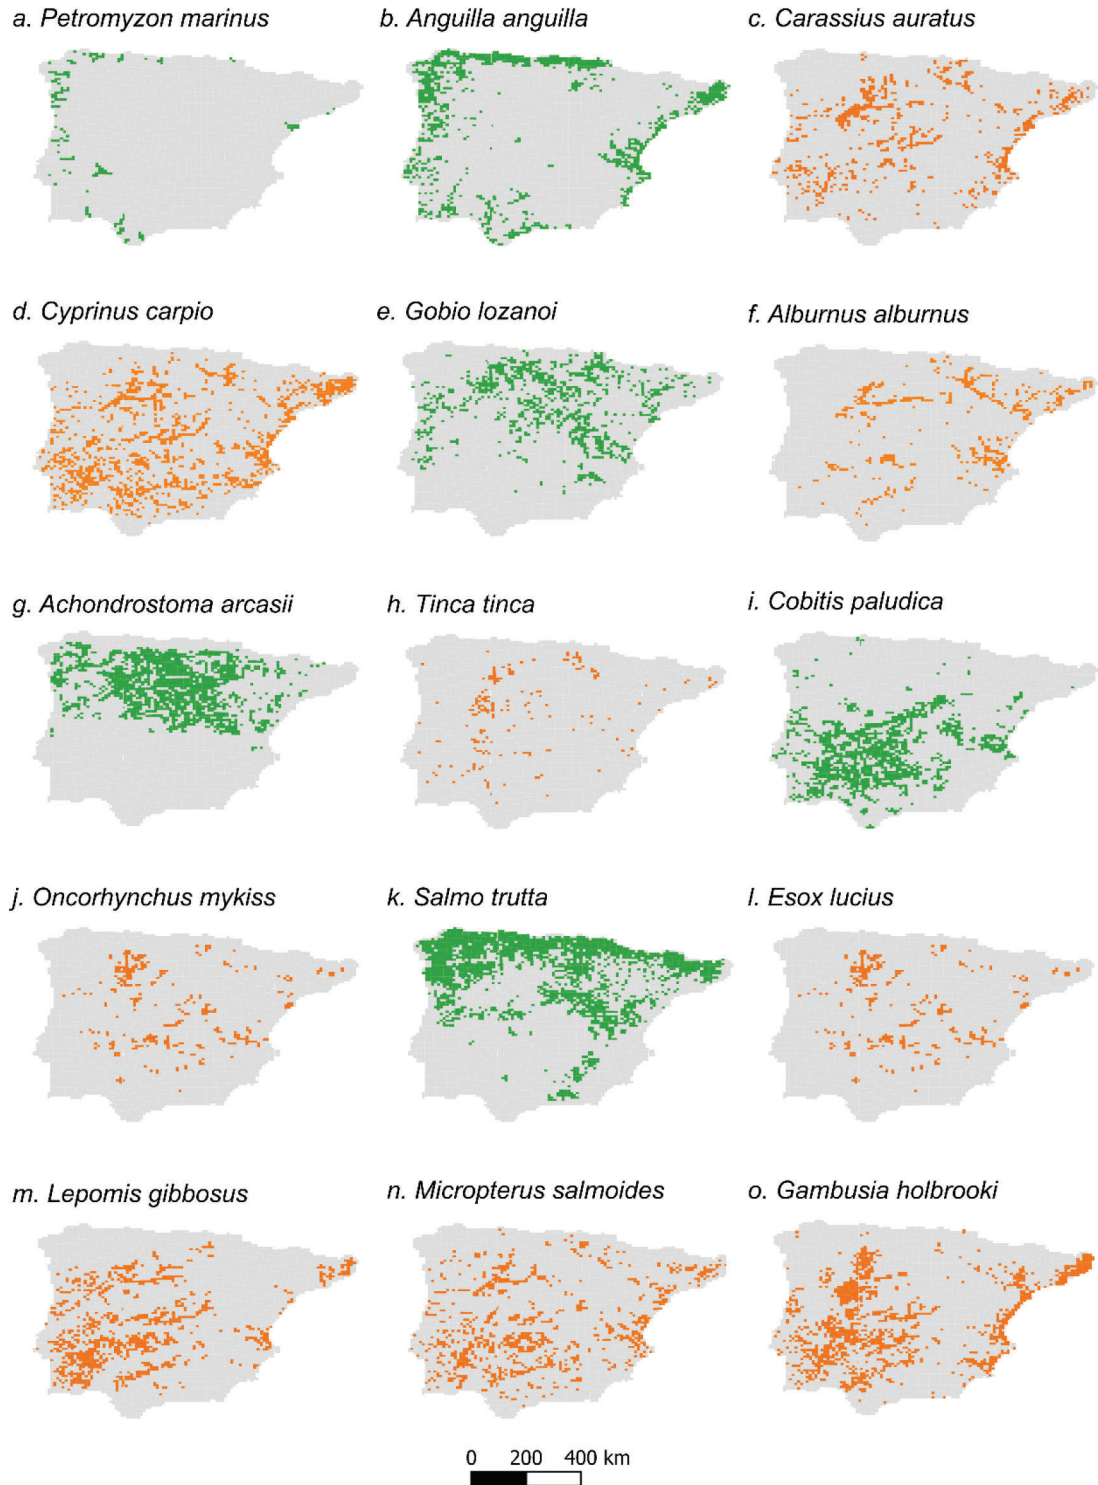 a. Petromyzon marinus
b. Anguilla anguilla
c. Carassius auratus
d. Cyprinus carpio
e. Gobio lozanoi
f. Alburnus alburnus
g. Achondrostoma arcasii
h. Tinca tinca
i. Cobitis paludica
j. Oncorhynchus mykiss
k. Salmo trutta
l. Esox lucius
m. Lepomis gibbosus
n. Micropterus salmoides
o. Gambusia holbrooki
0 200 400 km